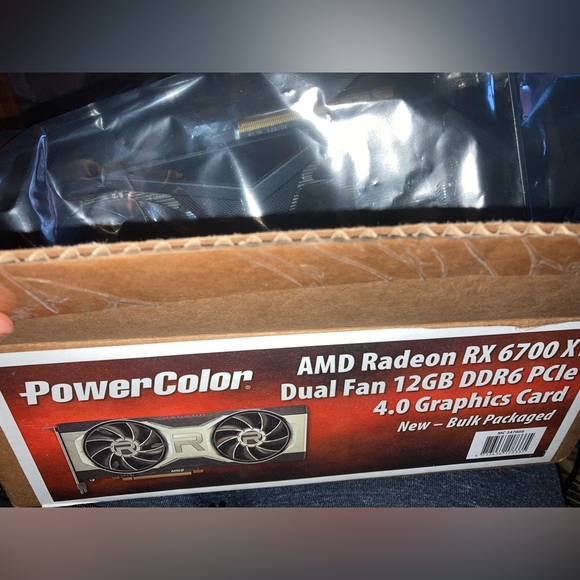 PowerColor
AMD Radeon RX 6700 X
Dual Fan 12GB DDR6 PCIe
4.0 Graphics Card
New – Bulk Packaged
R